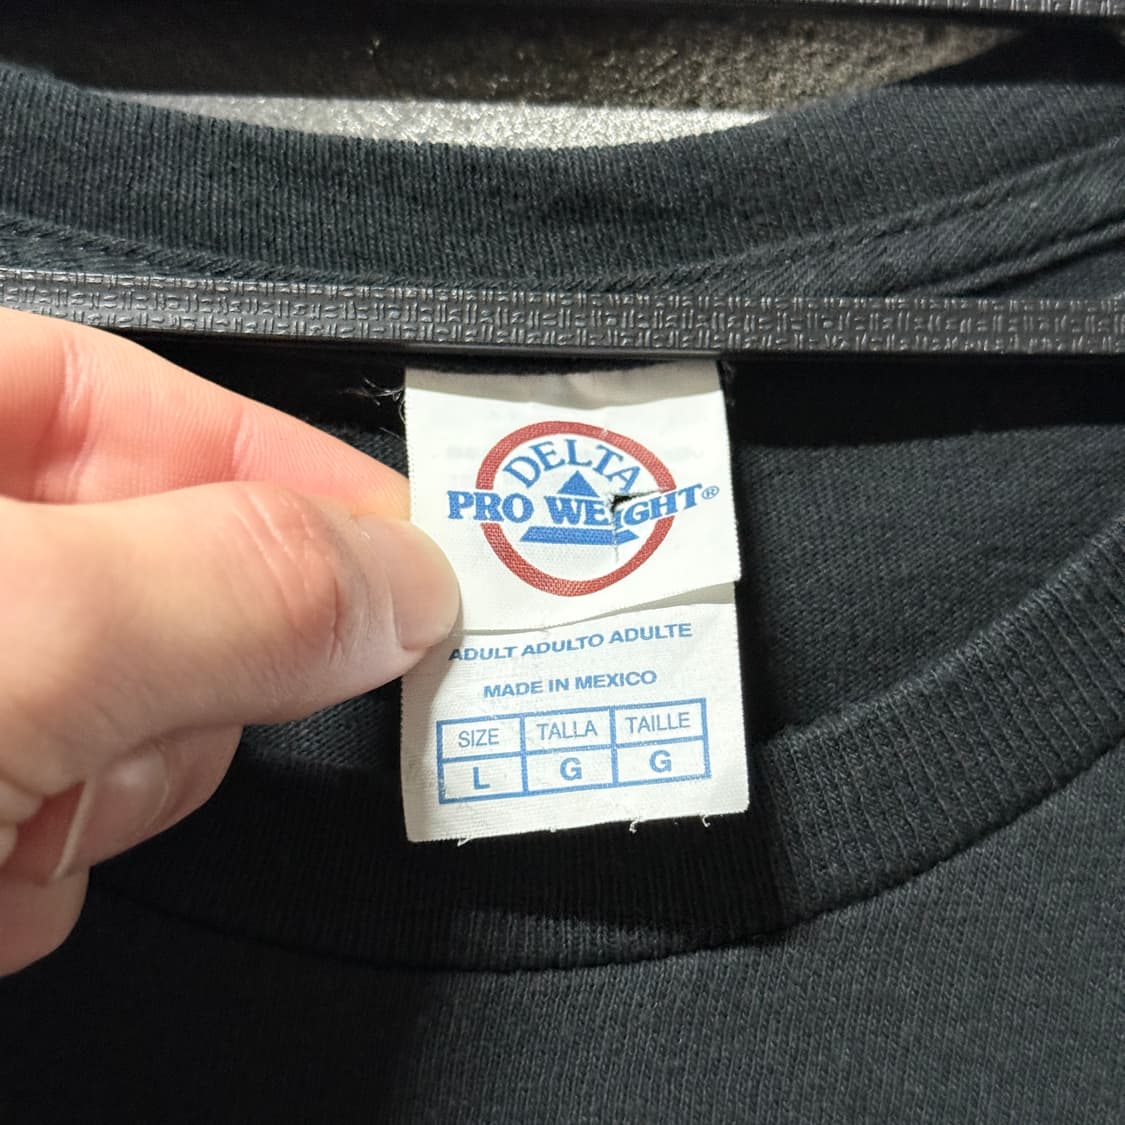 DELTA
PRO WEIGHT®
ADULT ADULTO ADULTE
MADE IN MEXICO
SIZE TALLA TAILLE
L G G